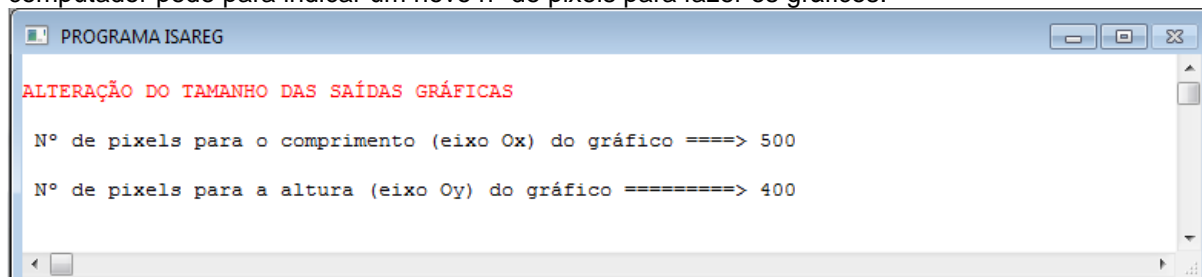 computador pede para indicar um novo nº de pixels para fazer os gráficos.
PROGRAMA ISAREG
ALTERAÇÃO DO TAMANHO DAS SAÍDAS GRÁFICAS
Nº de pixels para o comprimento (eixo Ox) do gráfico ====> 500
Nº de pixels para a altura (eixo Oy) do gráfico =========> 400